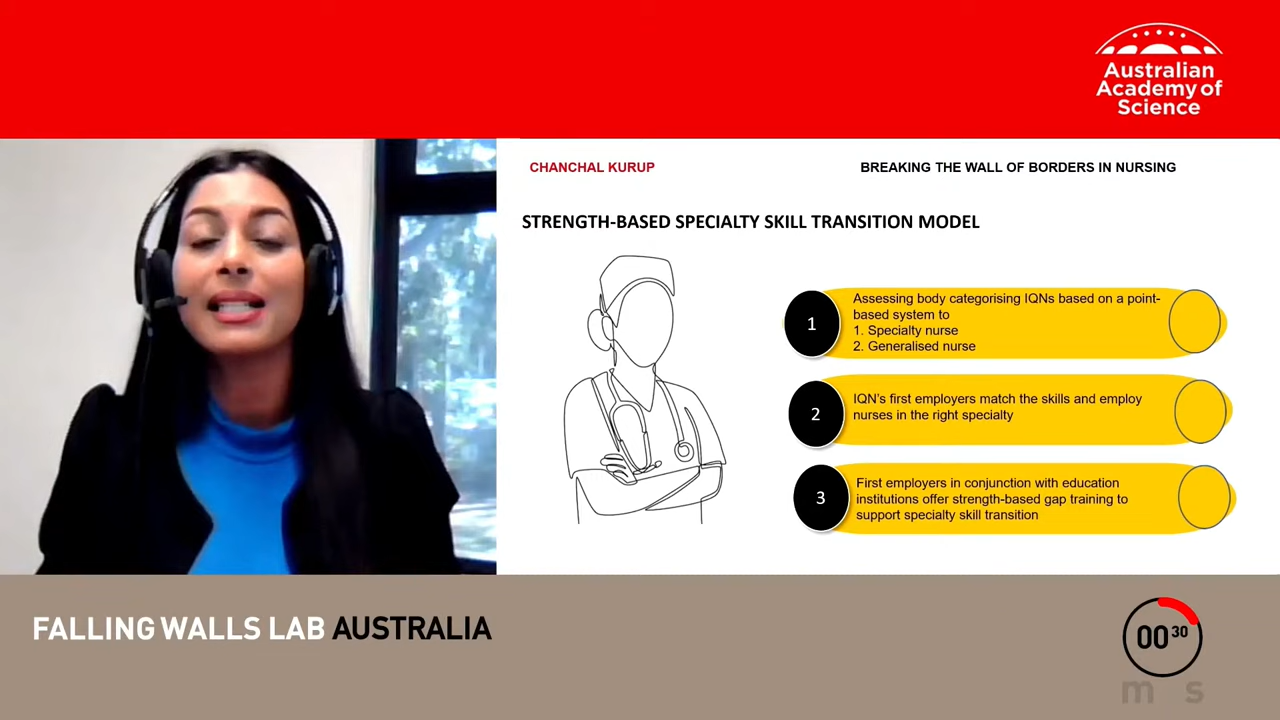 Australian
Academy of
Science
CHANCHAL KURUP
BREAKING THE WALL OF BORDERS IN NURSING
STRENGTH-BASED SPECIALTY SKILL TRANSITION MODEL
1
Assessing body categorising IQNs based on a point-
based system to
1. Specialty nurse
2. Generalised nurse
2
IQN's first employers match the skills and employ
nurses in the right specialty
3
First employers in conjunction with education
institutions offer strength-based gap training to
support specialty skill transition
FALLING WALLS LAB AUSTRALIA
00 30
m s